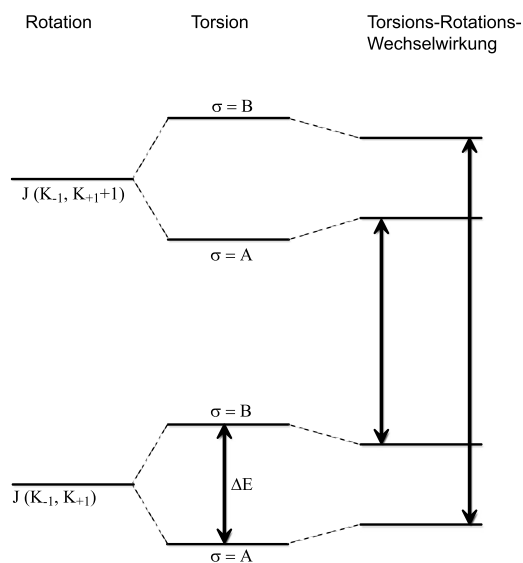 Rotation
Torsion
Torsions-Rotations-
Wechselwirkung
σ = B
J (K₋₁, K₊₁+1)
σ = A
σ = B
J (K₋₁, K₊₁)
ΔE
σ = A